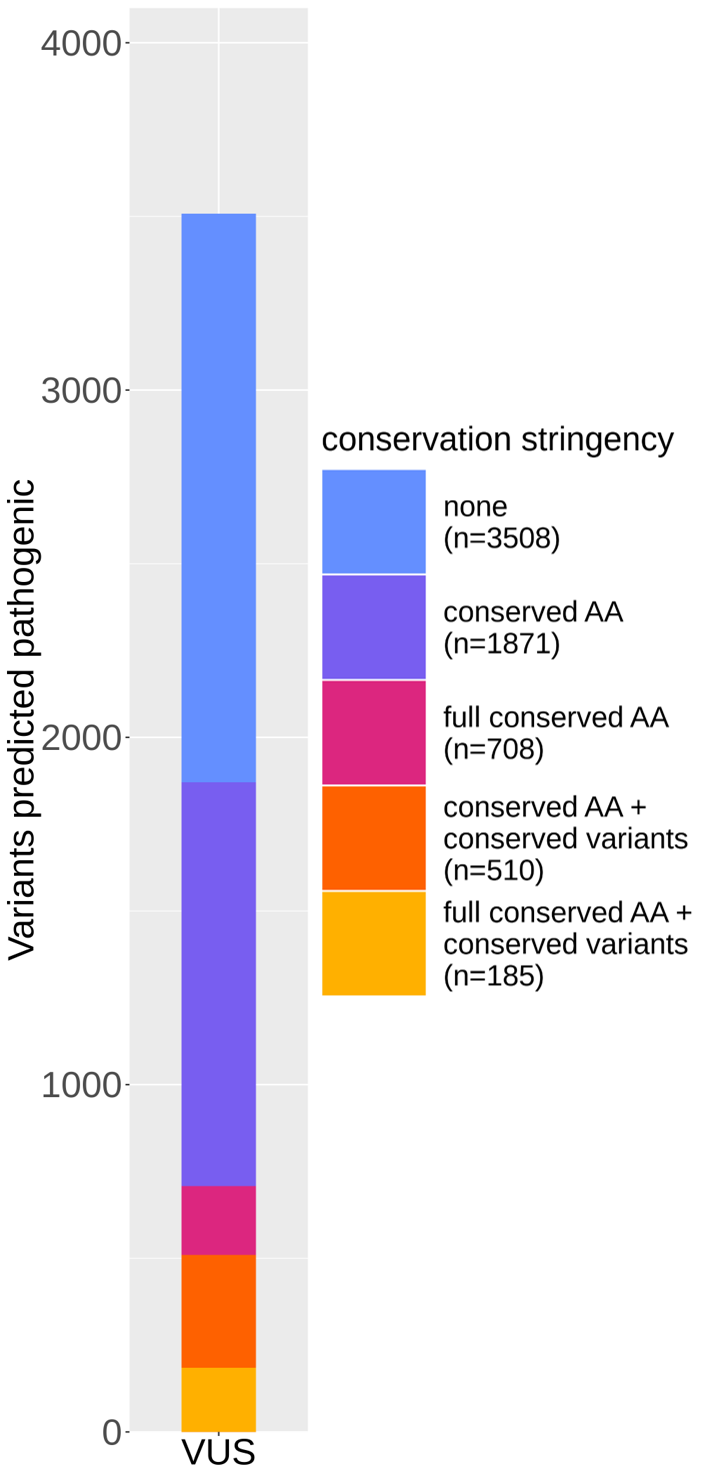 4000
3000
2000
1000
0
Variants predicted pathogenic
VUS
conservation stringency
none
(n=3508)
conserved AA
(n=1871)
full conserved AA
(n=708)
conserved AA +
conserved variants
(n=510)
full conserved AA +
conserved variants
(n=185)